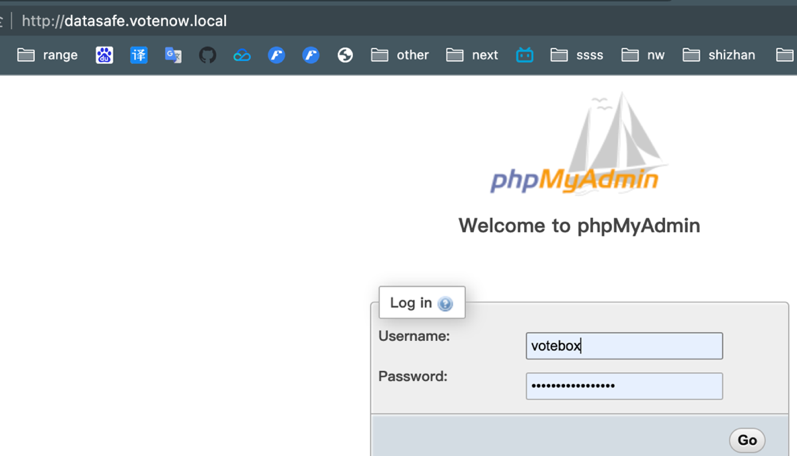 http://datasafe.votenow.local
range 译 other next ssss nw shizhan
phpMyAdmin
Welcome to phpMyAdmin
Log in
Username:
votebox
Password:
•••••••••••••••••
Go